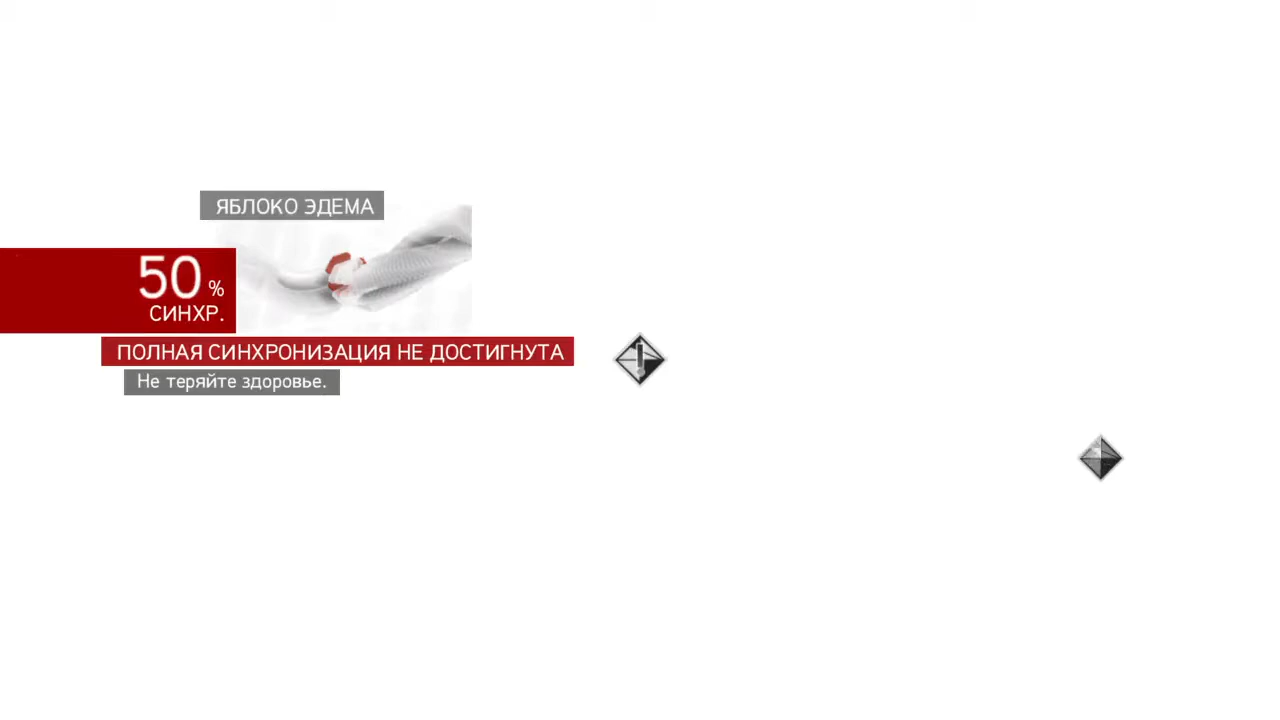 ЯБЛОКО ЭДЕМА
50 %
СИНХР.
ПОЛНАЯ СИНХРОНИЗАЦИЯ НЕ ДОСТИГНУТА
Не теряйте здоровье.